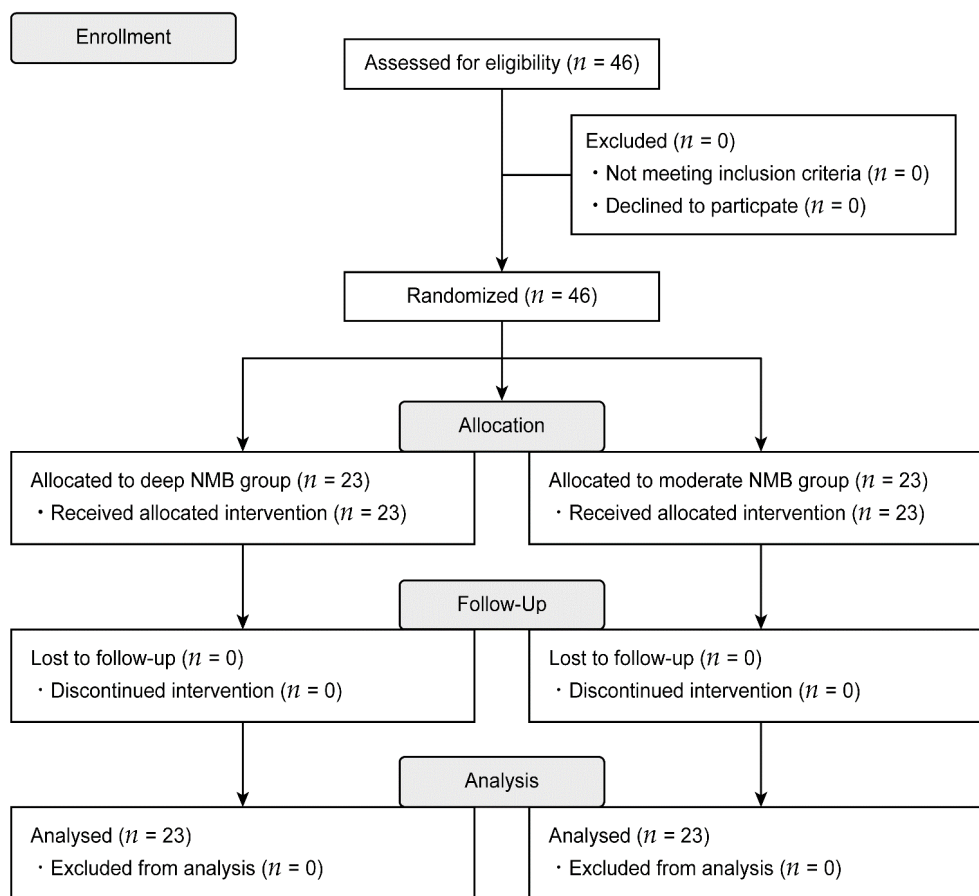 Enrollment
Assessed for eligibility (n = 46)
Excluded (n = 0)
・Not meeting inclusion criteria (n = 0)
・Declined to particpate (n = 0)
Randomized (n = 46)
Allocation
Allocated to deep NMB group (n = 23)
・Received allocated intervention (n = 23)
Allocated to moderate NMB group (n = 23)
・Received allocated intervention (n = 23)
Follow-Up
Lost to follow-up (n = 0)
・Discontinued intervention (n = 0)
Lost to follow-up (n = 0)
・Discontinued intervention (n = 0)
Analysis
Analysed (n = 23)
・Excluded from analysis (n = 0)
Analysed (n = 23)
・Excluded from analysis (n = 0)